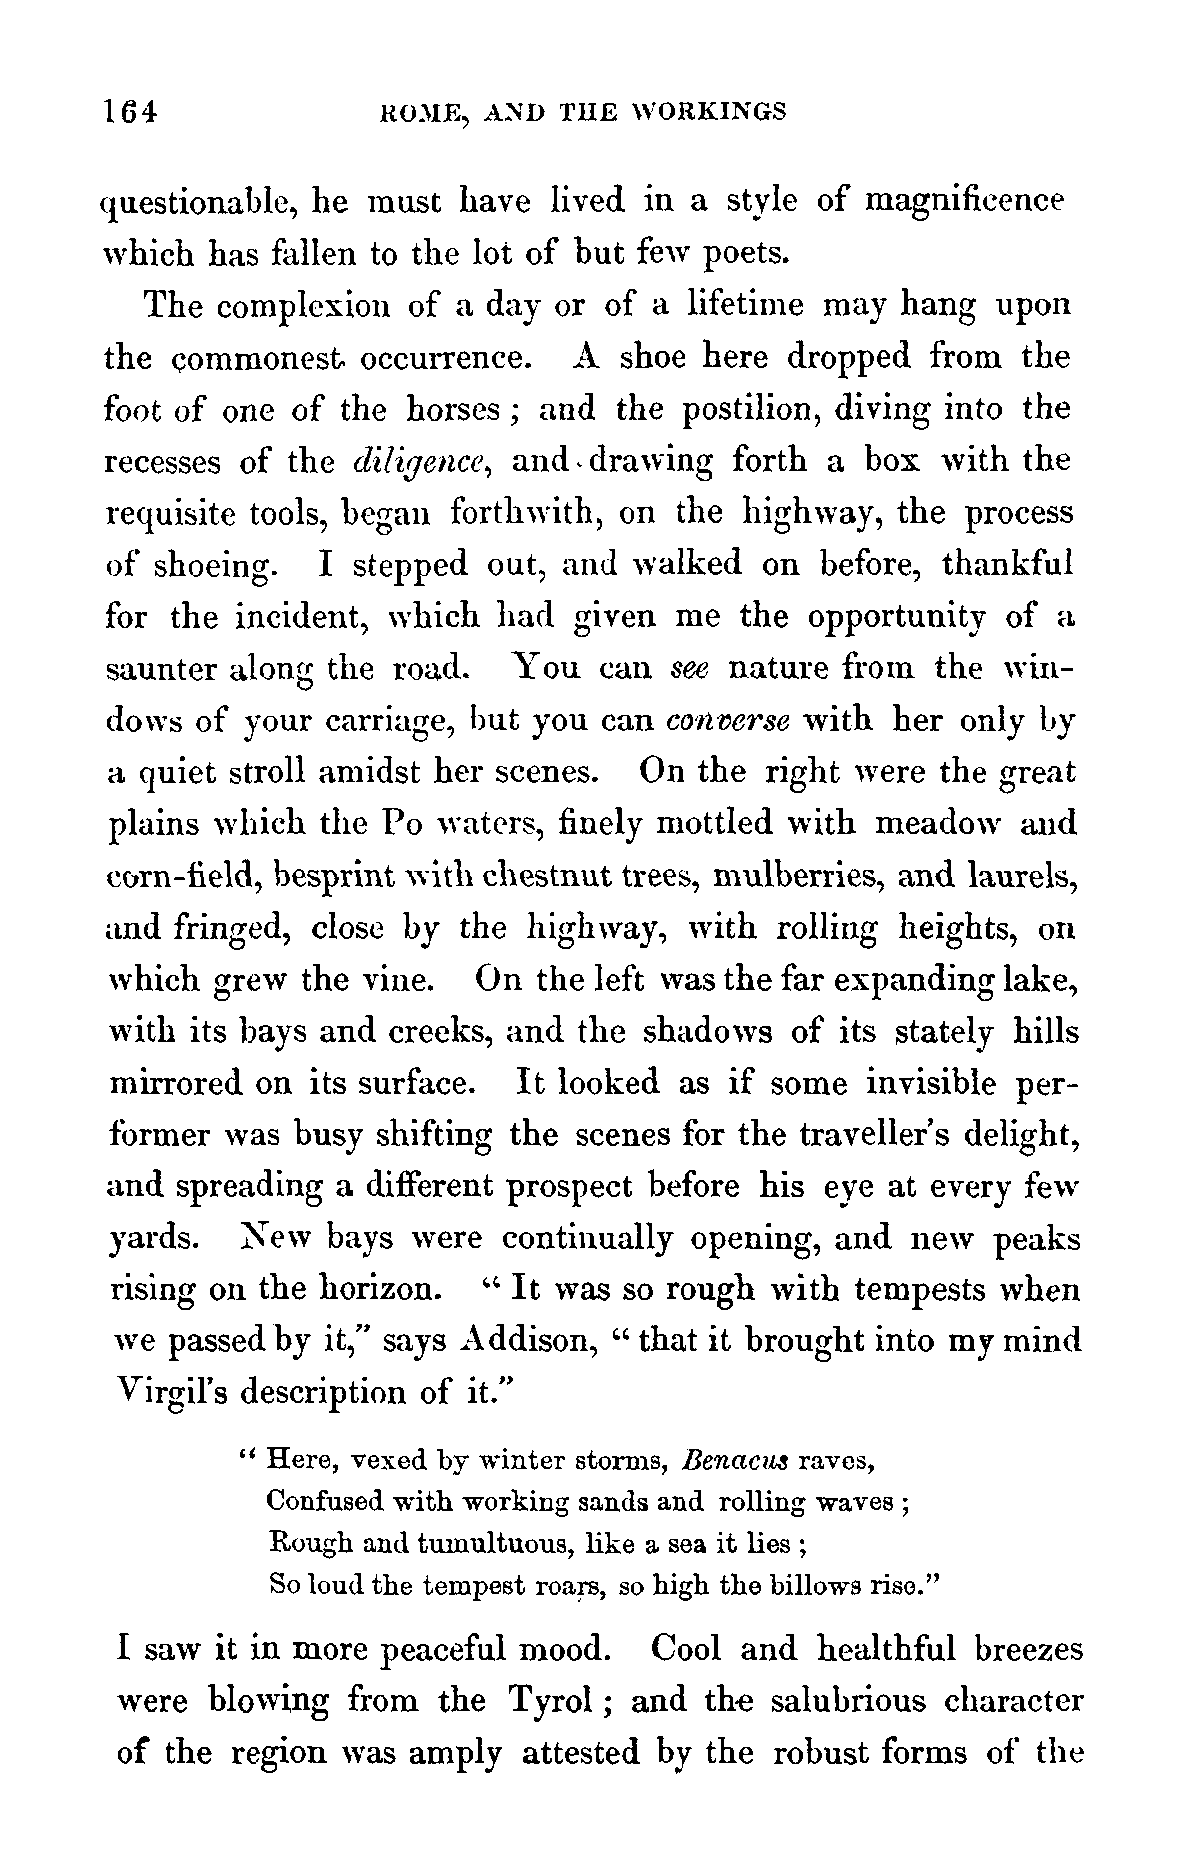 164 ROME, AND THE WORKINGS
questionable, he must have lived in a style of magnificence
which has fallen to the lot of but few poets.
The complexion of a day or of a lifetime may hang upon
the commonest occurrence. A shoe here dropped from the
foot of one of the horses ; and the postilion, diving into the
recesses of the diligence, and drawing forth a box with the
requisite tools, began forthwith, on the highway, the process
of shoeing. I stepped out, and walked on before, thankful
for the incident, which had given me the opportunity of a
saunter along the road. You can see nature from the win-
dows of your carriage, but you can converse with her only by
a quiet stroll amidst her scenes. On the right were the great
plains which the Po waters, finely mottled with meadow and
corn-field, besprint with chestnut trees, mulberries, and laurels,
and fringed, close by the highway, with rolling heights, on
which grew the vine. On the left was the far expanding lake,
with its bays and creeks, and the shadows of its stately hills
mirrored on its surface. It looked as if some invisible per-
former was busy shifting the scenes for the traveller's delight,
and spreading a different prospect before his eye at every few
yards. New bays were continually opening, and new peaks
rising on the horizon. " It was so rough with tempests when
we passed by it," says Addison, " that it brought into my mind
Virgil's description of it."
" Here, vexed by winter storms, Benacus raves,
Confused with working sands and rolling waves ;
Rough and tumultuous, like a sea it lies ;
So loud the tempest roars, so high the billows rise."
I saw it in more peaceful mood. Cool and healthful breezes
were blowing from the Tyrol ; and the salubrious character
of the region was amply attested by the robust forms of the